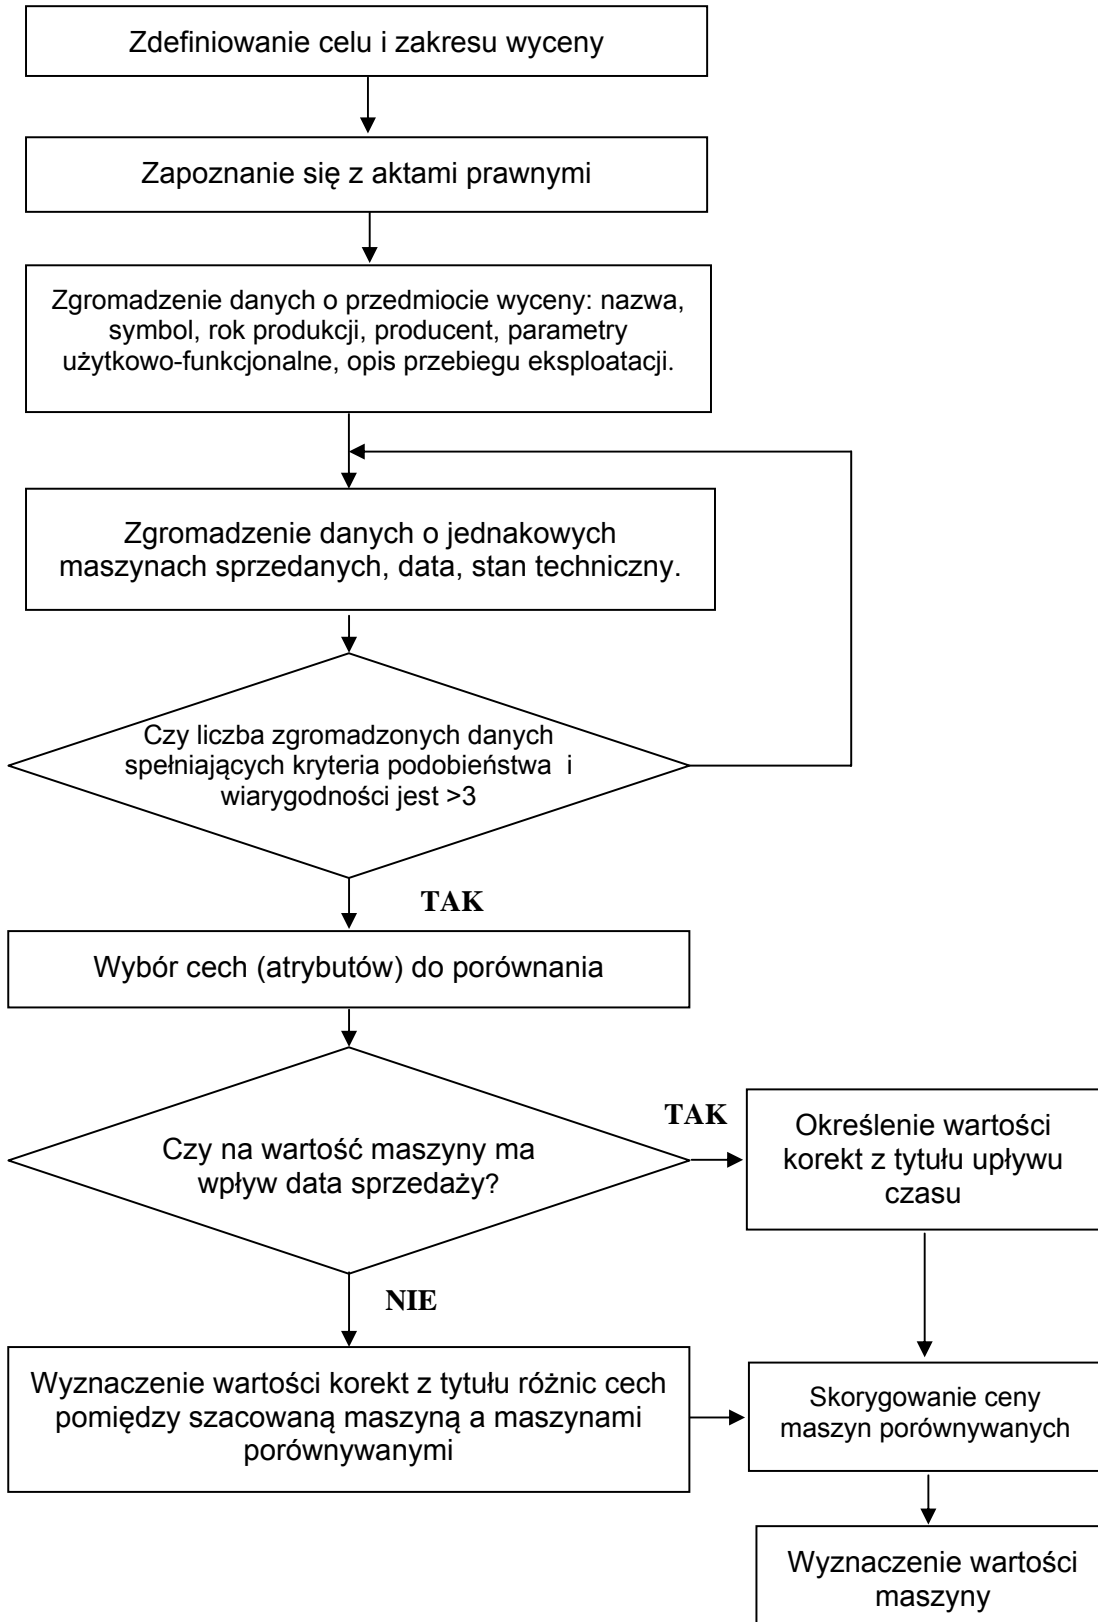 Zdefiniowanie celu i zakresu wyceny
Zapoznanie się z aktami prawnymi
Zgromadzenie danych o przedmiocie wyceny: nazwa,
symbol, rok produkcji, producent, parametry
użytkowo-funkcjonalne, opis przebiegu eksploatacji.
Zgromadzenie danych o jednakowych
maszynach sprzedanych, data, stan techniczny.
Czy liczba zgromadzonych danych
spełniających kryteria podobieństwa i
wiarygodności jest >3
TAK
Wybór cech (atrybutów) do porównania
Czy na wartość maszyny ma
wpływ data sprzedaży?
TAK
Określenie wartości
korekt z tytułu upływu
czasu
NIE
Wyznaczenie wartości korekt z tytułu różnic cech
pomiędzy szacowaną maszyną a maszynami
porównywanymi
Skorygowanie ceny
maszyn porównywanych
Wyznaczenie wartości
maszyny